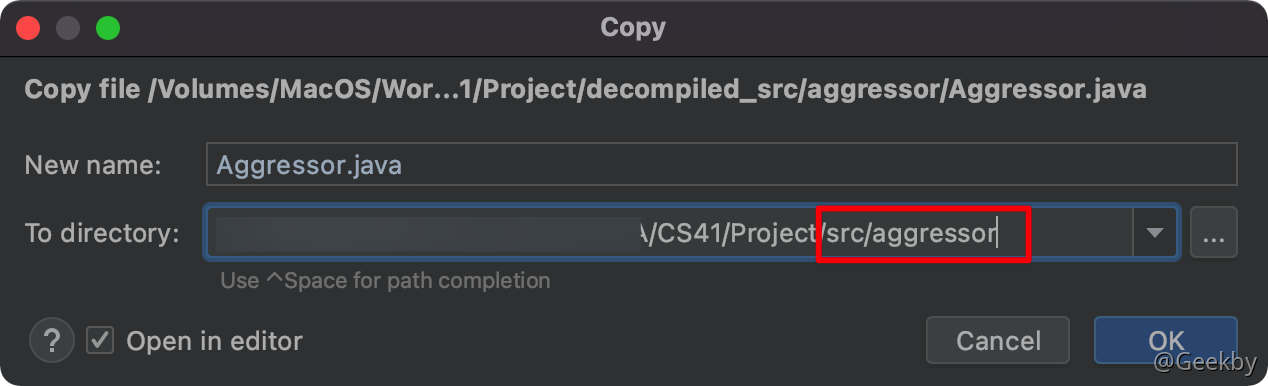 Copy
Copy file /Volumes/MacOS/Wor...1/Project/decompiled_src/aggressor/Aggressor.java
New name: Aggressor.java
To directory: /CS41/Project/src/aggressor ...
Use ^Space for path completion
? Open in editor Cancel OK
@Geekby